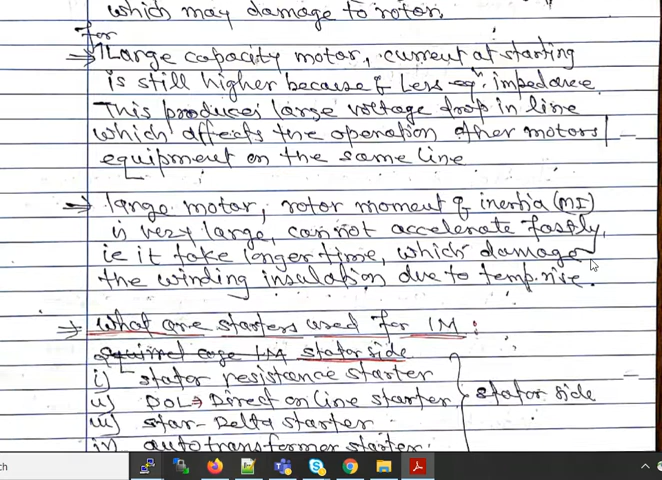 which may damage to rotor.
for
⇒ Large capacity motor, current at starting
is still higher because of Less eqn. impedance.
This produces large voltage drop in line
which affects the operation other motors
equipment on the same line
⇒ large motor, rotor moment of inertia (MI)
is very large, cannot accelerate fastly,
ie it take longer time, which damage
the winding insulation due to temp. rise.
⇒ what are starters used for IM :
IM stator side
i) stator resistance starter
ii) DOL ⇒ Direct on line starter
iii) star-Delta starter
iv) autotransformer starter.
stator side
ch